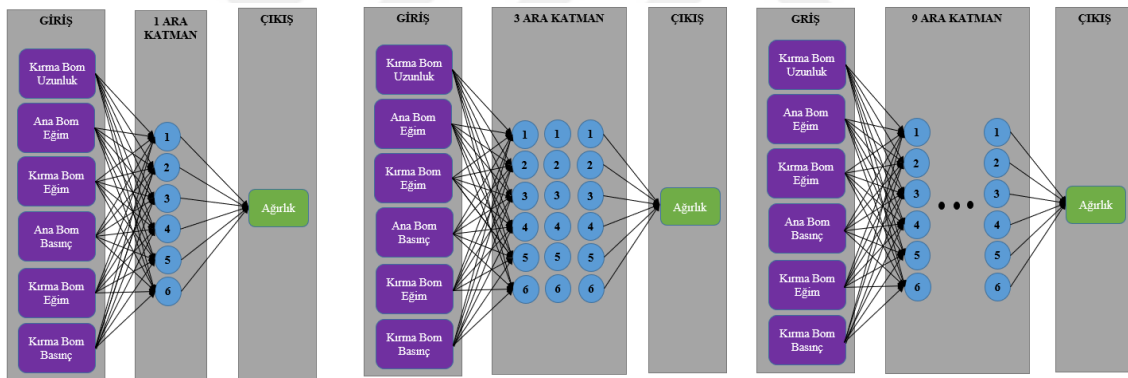 GİRİŞ
Kırma Bom
Uzunluk
Ana Bom
Eğim
Kırma Bom
Eğim
Ana Bom
Basınç
Kırma Bom
Eğim
Kırma Bom
Basınç
1 ARA
KATMAN
1
2
3
4
5
6
ÇIKIŞ
Ağırlık
GİRİŞ
Kırma Bom
Uzunluk
Ana Bom
Eğim
Kırma Bom
Eğim
Ana Bom
Basınç
Kırma Bom
Eğim
Kırma Bom
Basınç
3 ARA KATMAN
1 1 1
2 2 2
3 3 3
4 4 4
5 5 5
6 6 6
ÇIKIŞ
Ağırlık
GRİŞ
Kırma Bom
Uzunluk
Ana Bom
Eğim
Kırma Bom
Eğim
Ana Bom
Basınç
Kırma Bom
Eğim
Kırma Bom
Basınç
9 ARA KATMAN
1 1
2 2
3 3
4 4
5 5
6 6
ÇIKIŞ
Ağırlık